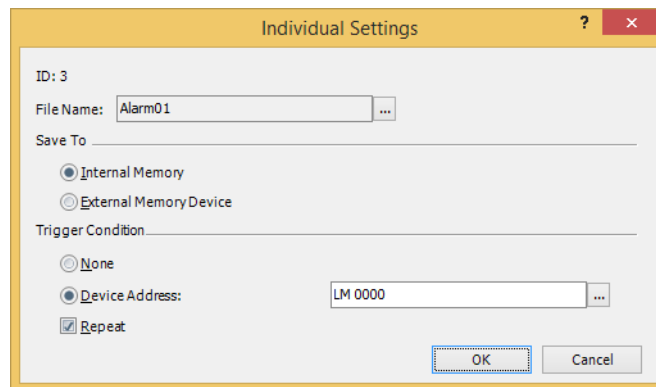 Individual Settings ? ×
ID: 3
File Name: Alarm01 ...
Save To
Internal Memory
External Memory Device
Trigger Condition
None
Device Address: LM 0000 ...
Repeat
OK Cancel